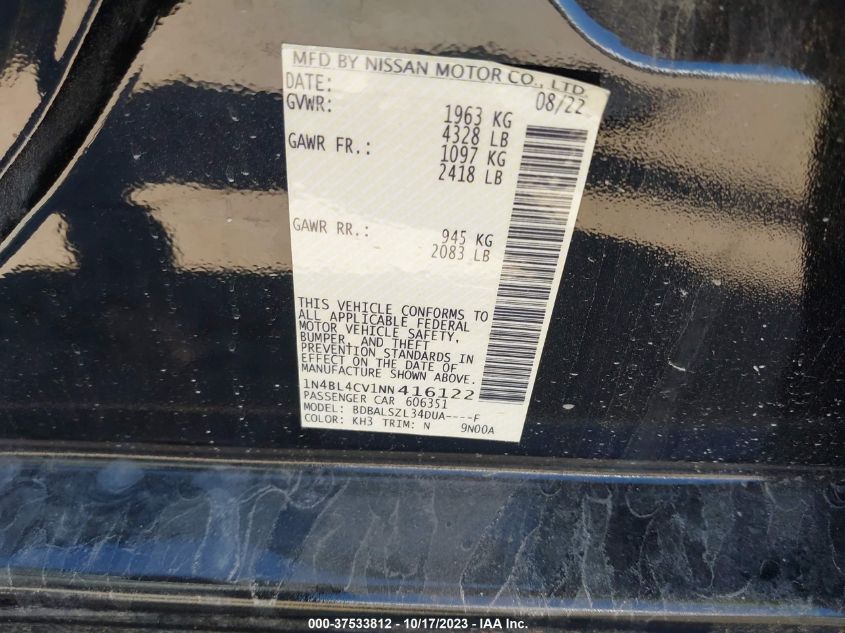 MFD BY NISSAN MOTOR CO., LTD.
DATE: 08/22
GVWR: 1963 KG
4328 LB
GAWR FR.: 1097 KG
2418 LB
GAWR RR.: 945 KG
2083 LB
THIS VEHICLE CONFORMS TO
ALL APPLICABLE FEDERAL
MOTOR VEHICLE SAFETY,
BUMPER, AND THEFT
PREVENTION STANDARDS IN
EFFECT ON THE DATE OF
MANUFACTURE SHOWN ABOVE.
1N4BL4CV1NN416122
PASSENGER CAR 606351
MODEL: BDBALSZL34DUA----F
COLOR: KH3 TRIM: N 9N00A
000-37533812 - 10/17/2023 - IAA Inc.